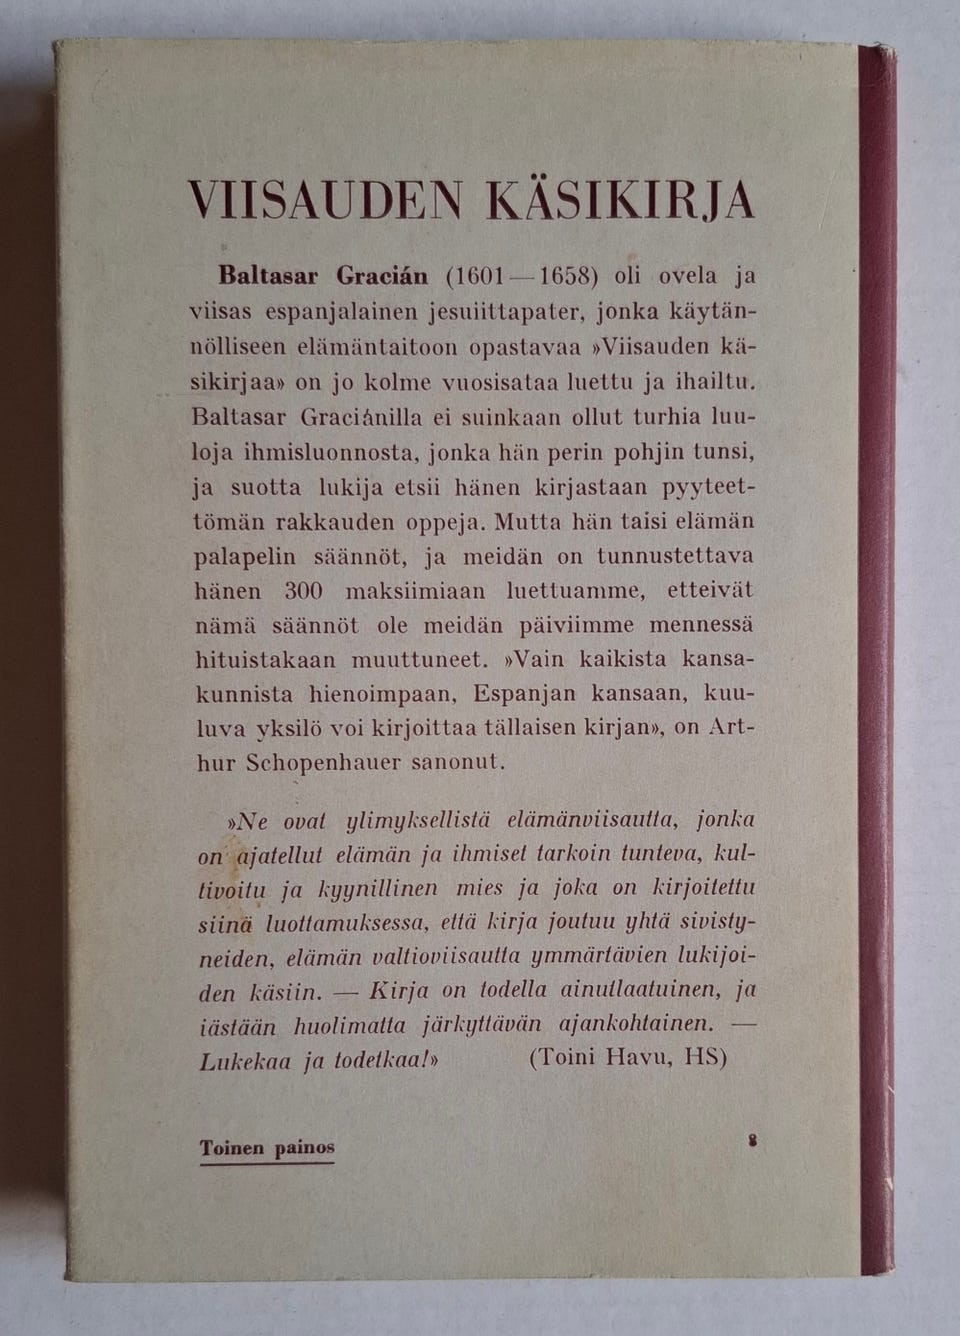 VIISAUDEN KÄSIKIRJA
Baltasar Gracián (1601—1658) oli ovela ja
viisas espanjalainen jesuiittapater, jonka käytän-
nölliseen elämäntaitoon opastavaa »Viisauden kä-
sikirjaa» on jo kolme vuosisataa luettu ja ihailtu.
Baltasar Graciánilla ei suinkaan ollut turhia luu-
loja ihmisluonnosta, jonka hän perin pohjin tunsi,
ja suotta lukija etsii hänen kirjastaan pyyteet-
tömän rakkauden oppeja. Mutta hän taisi elämän
palapelin säännöt, ja meidän on tunnustettava
hänen 300 maksiimiaan luettuamme, etteivät
nämä säännöt ole meidän päiviimme mennessä
hituistakaan muuttuneet. »Vain kaikista kansa-
kunnista hienoimpaan, Espanjan kansaan, kuu-
luva yksilö voi kirjoittaa tällaisen kirjan», on Art-
hur Schopenhauer sanonut.
»Ne ovat ylimyksellistä elämänviisautta, jonka
on ajatellut elämän ja ihmiset tarkoin tunteva, kul-
tivoitu ja kyynillinen mies ja joka on kirjoitettu
siinä luottamuksessa, että kirja joutuu yhtä sivisty-
neiden, elämän valtioviisautta ymmärtävien lukijoi-
den käsiin. — Kirja on todella ainutlaatuinen, ja
iästään huolimatta järkyttävän ajankohtainen. —
Lukekaa ja todetkaa!» (Toini Havu, HS)
Toinen painos 8